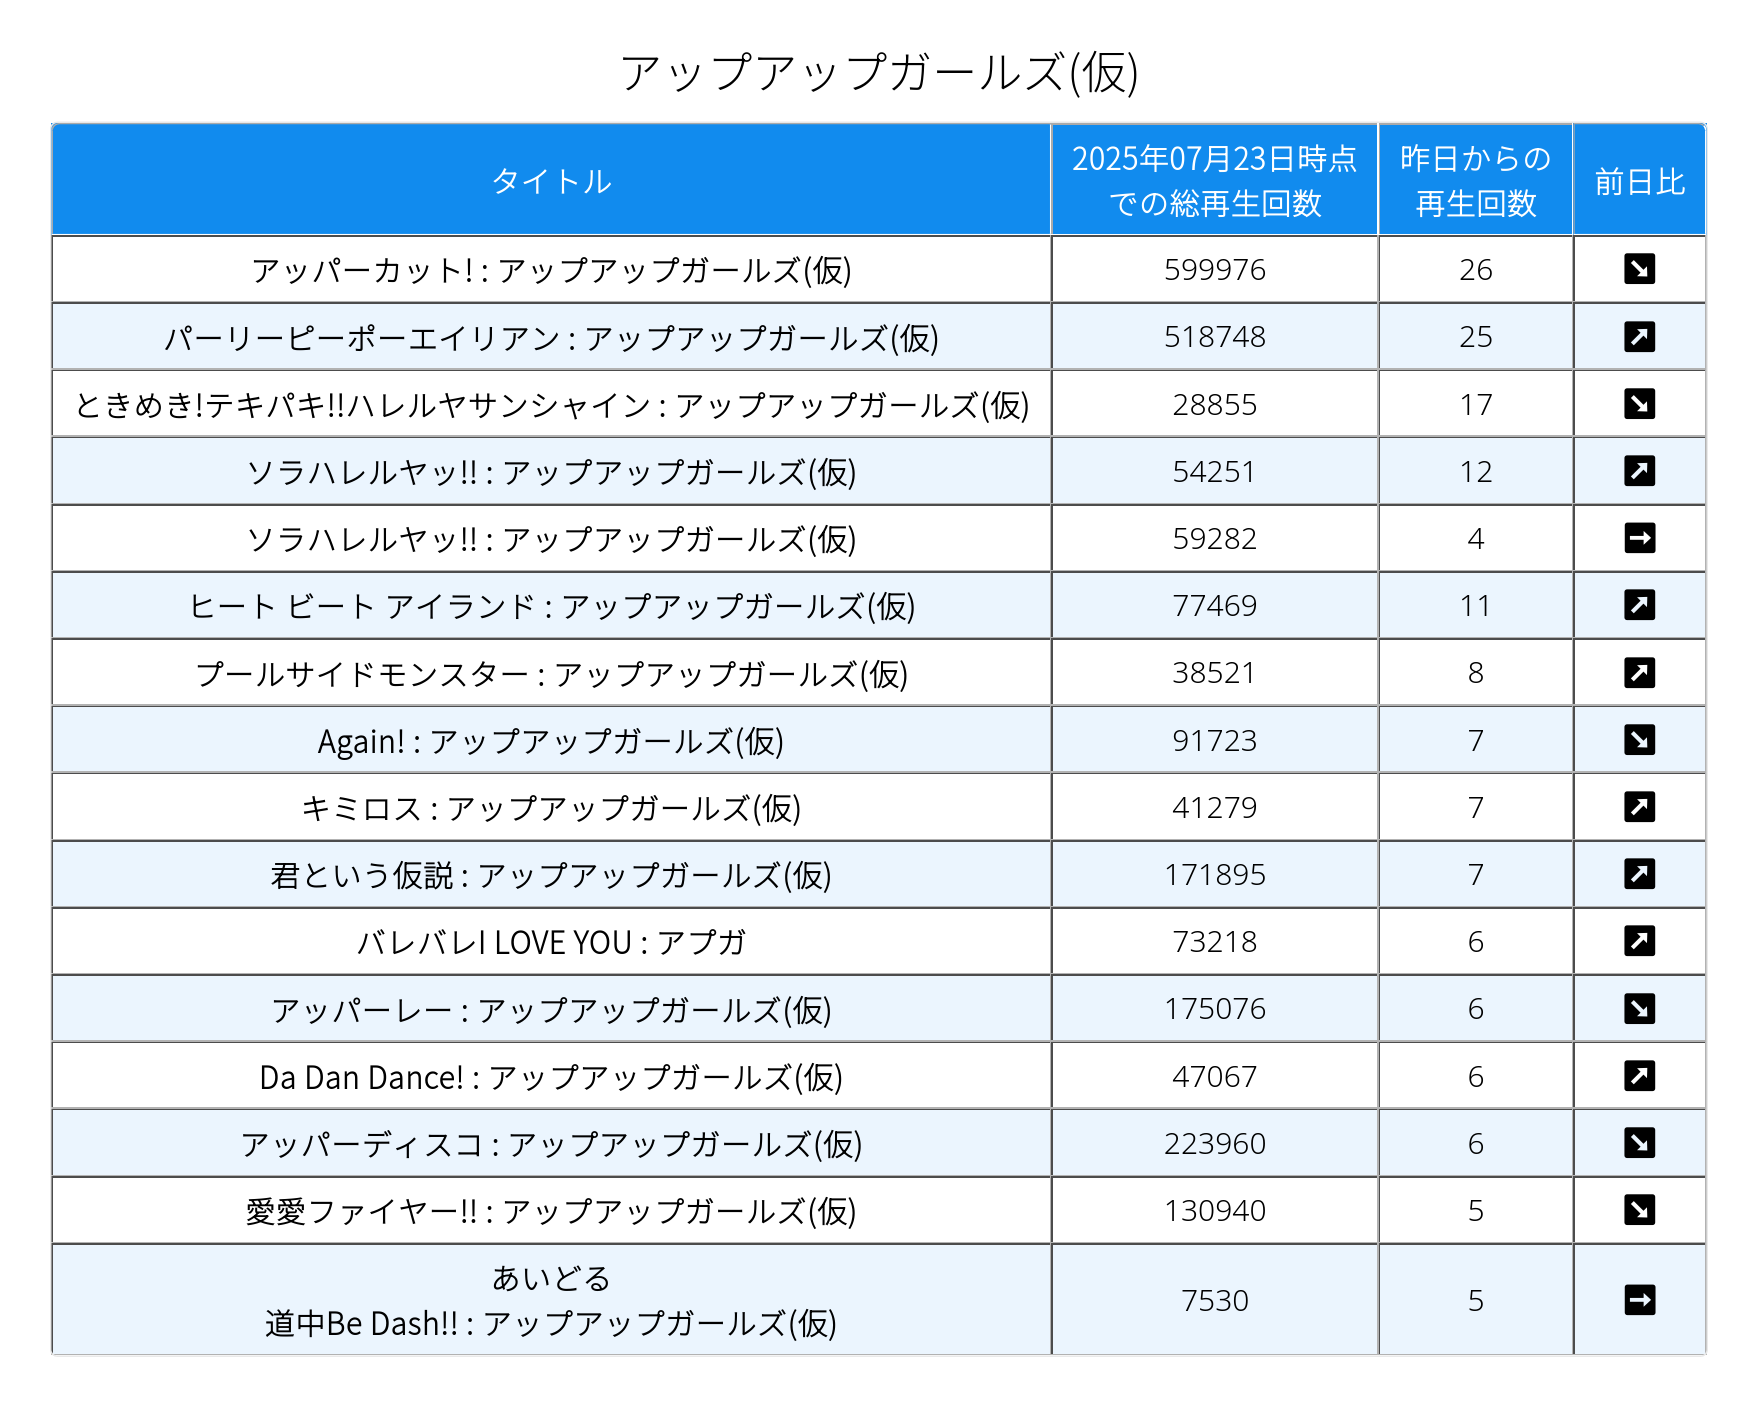 アップアップガールズ(仮)
タイトル
2025年07月23日時点
での総再生回数
昨日からの
再生回数
前日比
アッパーカット! : アップアップガールズ(仮) 599976 26
パーリーピーポーエイリアン : アップアップガールズ(仮) 518748 25
ときめき!テキパキ!!ハレルヤサンシャイン : アップアップガールズ(仮) 28855 17
ソラハレルヤッ!! : アップアップガールズ(仮) 54251 12
ソラハレルヤッ!! : アップアップガールズ(仮) 59282 4
ヒート ビート アイランド : アップアップガールズ(仮) 77469 11
プールサイドモンスター : アップアップガールズ(仮) 38521 8
Again! : アップアップガールズ(仮) 91723 7
キミロス : アップアップガールズ(仮) 41279 7
君という仮説 : アップアップガールズ(仮) 171895 7
バレバレI LOVE YOU : アプガ 73218 6
アッパーレー : アップアップガールズ(仮) 175076 6
Da Dan Dance! : アップアップガールズ(仮) 47067 6
アッパーディスコ : アップアップガールズ(仮) 223960 6
愛愛ファイヤー!! : アップアップガールズ(仮) 130940 5
あいどる
道中Be Dash!! : アップアップガールズ(仮) 7530 5